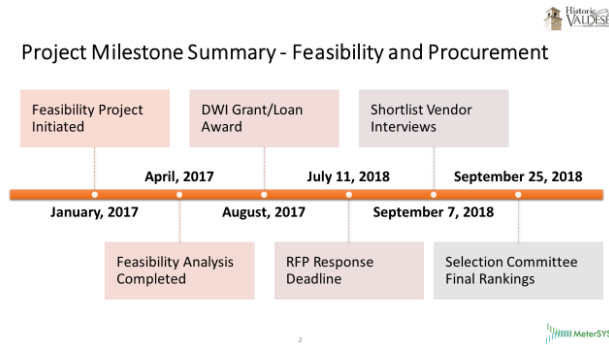 Historic
VALDESE
Project Milestone Summary - Feasibility and Procurement
Feasibility Project
Initiated
DWI Grant/Loan
Award
Shortlist Vendor
Interviews
April, 2017
July 11, 2018
September 25, 2018
January, 2017
August, 2017
September 7, 2018
Feasibility Analysis
Completed
RFP Response
Deadline
Selection Committee
Final Rankings
2
MeterSYS